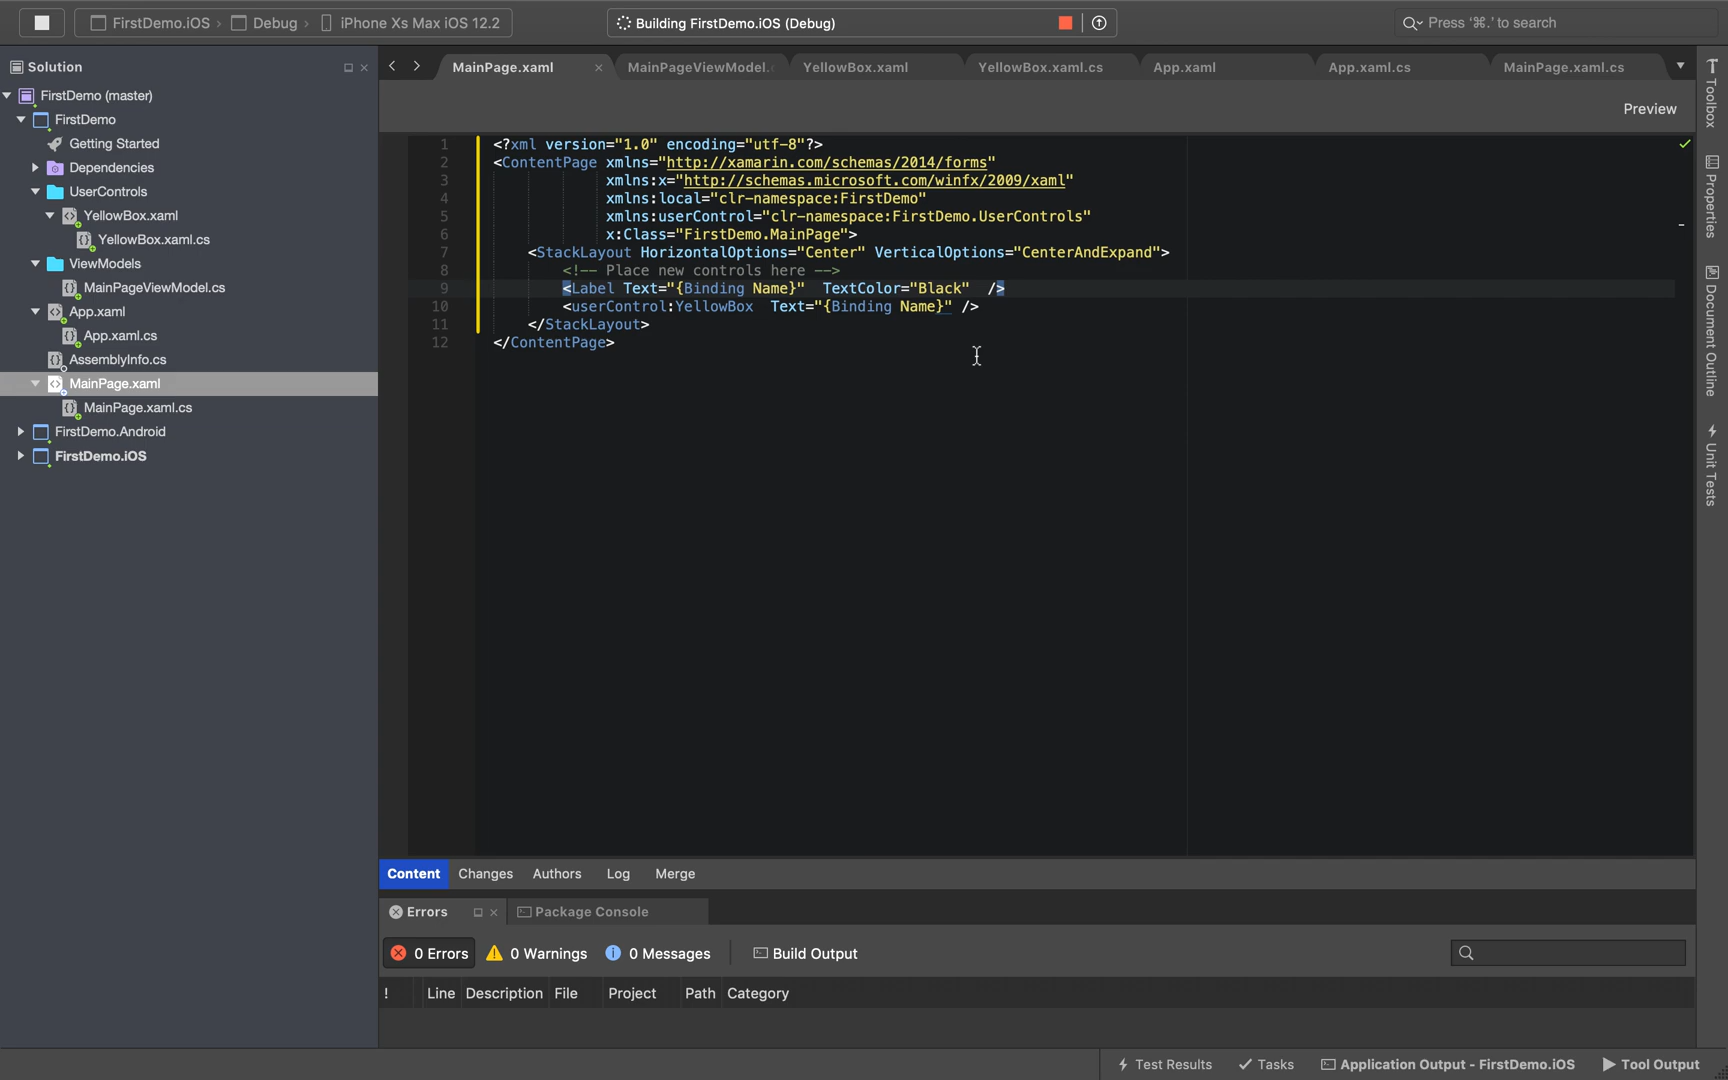 FirstDemo.iOS › Debug › iPhone Xs Max iOS 12.2
Building FirstDemo.iOS (Debug)
Press ‘⌘.’ to search
Solution
MainPage.xaml
MainPageViewModel.
YellowBox.xaml
YellowBox.xaml.cs
App.xaml
App.xaml.cs
MainPage.xaml.cs
Preview
FirstDemo (master)
FirstDemo
Getting Started
Dependencies
UserControls
YellowBox.xaml
YellowBox.xaml.cs
ViewModels
MainPageViewModel.cs
App.xaml
App.xaml.cs
AssemblyInfo.cs
MainPage.xaml
MainPage.xaml.cs
FirstDemo.Android
FirstDemo.iOS
1 <?xml version="1.0" encoding="utf-8"?>
2 <ContentPage xmlns="http://xamarin.com/schemas/2014/forms"
3 xmlns:x="http://schemas.microsoft.com/winfx/2009/xaml"
4 xmlns:local="clr-namespace:FirstDemo"
5 xmlns:userControl="clr-namespace:FirstDemo.UserControls"
6 x:Class="FirstDemo.MainPage">
7 <StackLayout HorizontalOptions="Center" VerticalOptions="CenterAndExpand">
8 <!-- Place new controls here -->
9 <Label Text="{Binding Name}"  TextColor="Black"  />
10 <userControl:YellowBox  Text="{Binding Name}" />
11 </StackLayout>
12 </ContentPage>
Toolbox
Properties
Document Outline
Unit Tests
Content Changes Authors Log Merge
Errors
Package Console
0 Errors 0 Warnings 0 Messages Build Output
! Line Description File Project Path Category
Test Results Tasks Application Output - FirstDemo.iOS Tool Output